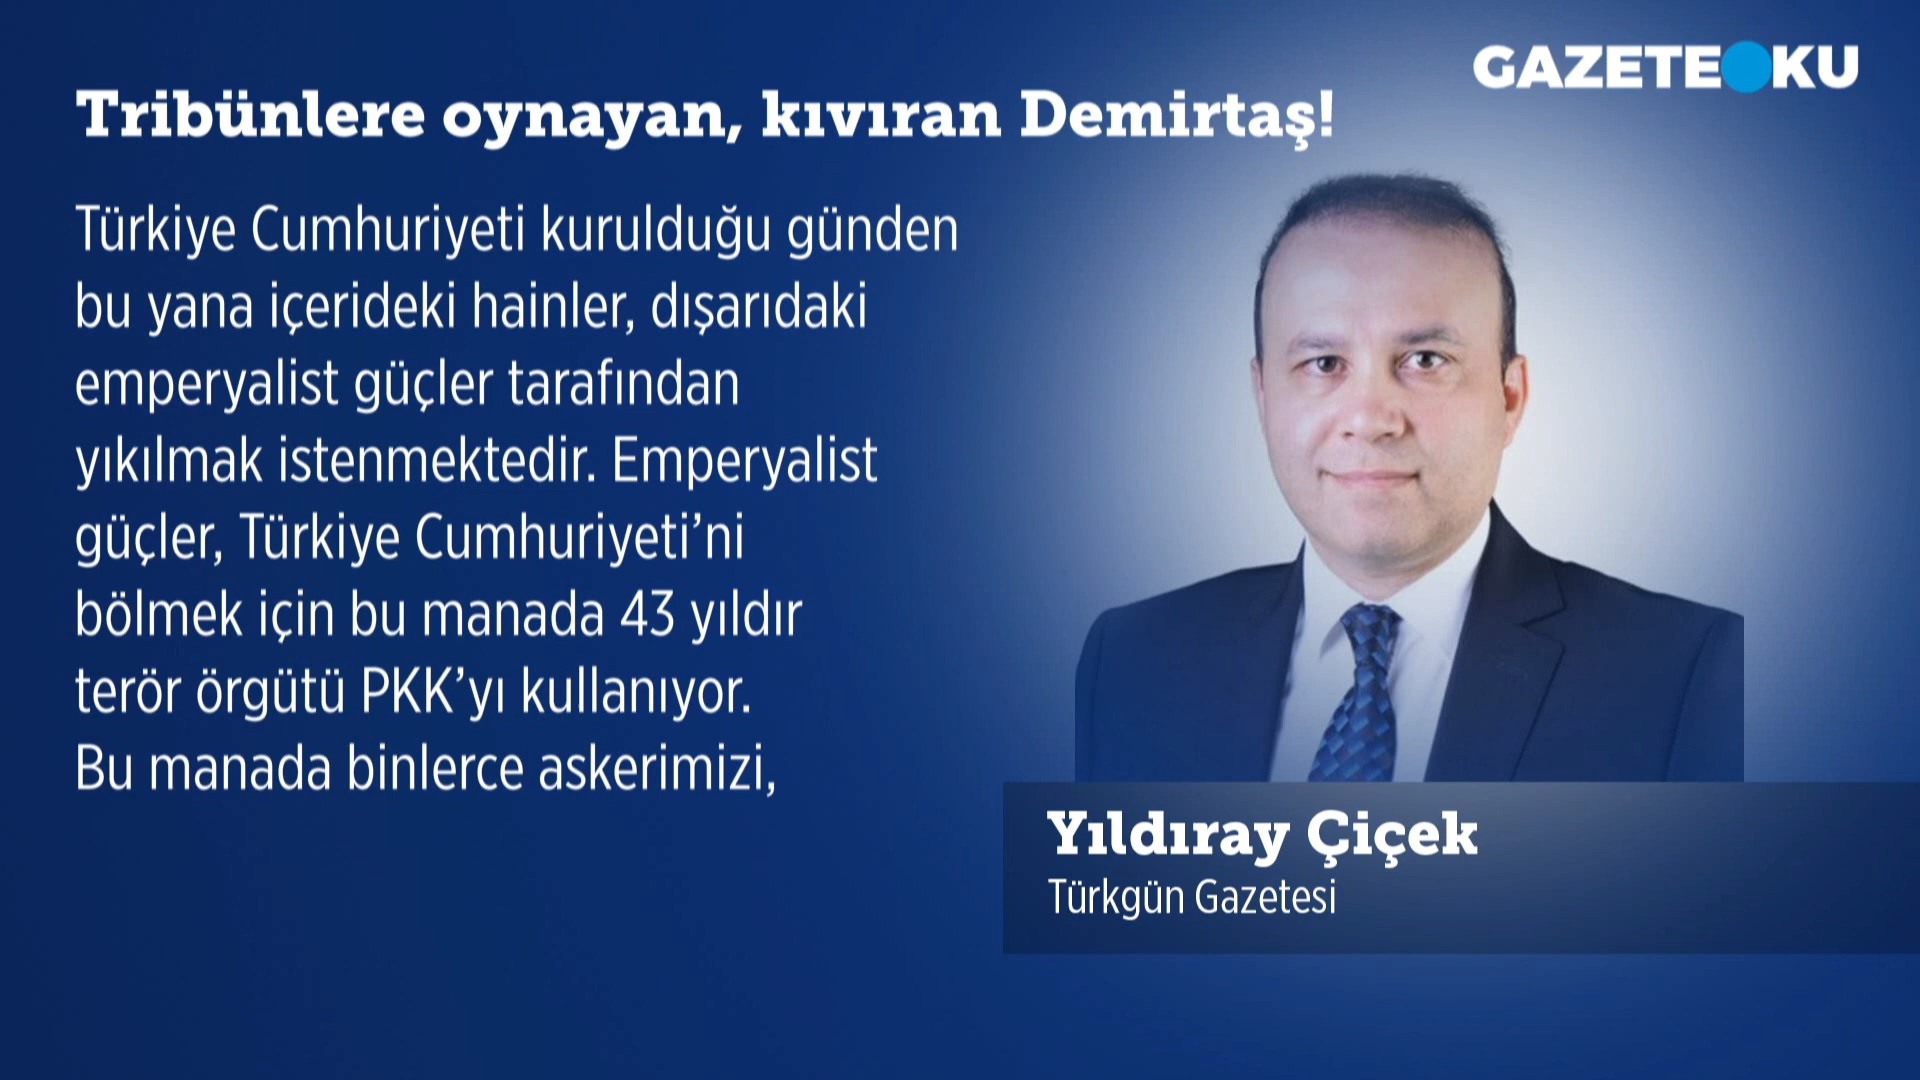 GAZETEOKU
Tribünlere oynayan, kıvıran Demirtaş!
Türkiye Cumhuriyeti kurulduğu günden
bu yana içerideki hainler, dışarıdaki
emperyalist güçler tarafından
yıkılmak istenmektedir. Emperyalist
güçler, Türkiye Cumhuriyeti’ni
bölmek için bu manada 43 yıldır
terör örgütü PKK’yı kullanıyor.
Bu manada binlerce askerimizi,
Yıldıray Çiçek
Türkgün Gazetesi